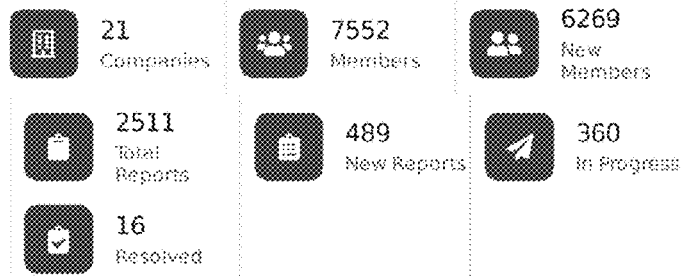 21
Companies
7552
Members
6269
New
Members
2511
Total
Reports
489
New Reports
360
In Progress
16
Resolved